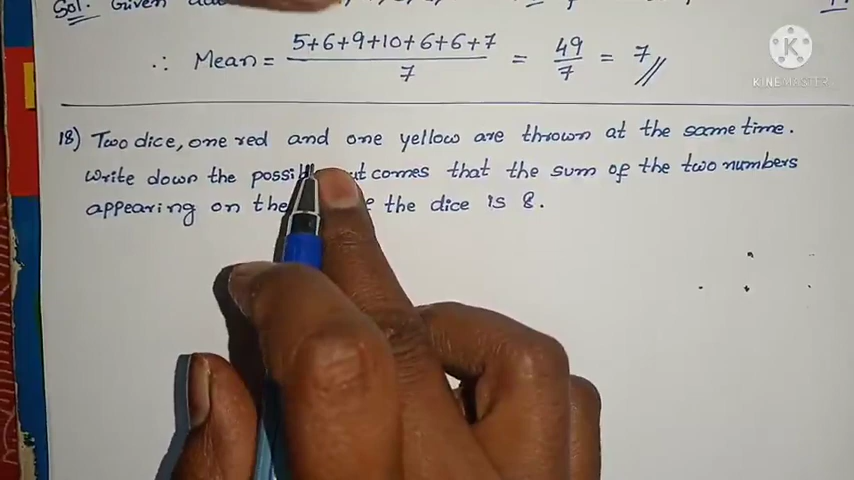 Sol. Given
∴ Mean = 5+6+9+10+6+6+7 / 7 = 49/7 = 7//
KINEMASTER
18) Two dice, one red and one yellow are thrown at the same time.
Write down the that the sum of the two numbers
appearing on the the dice is 8.